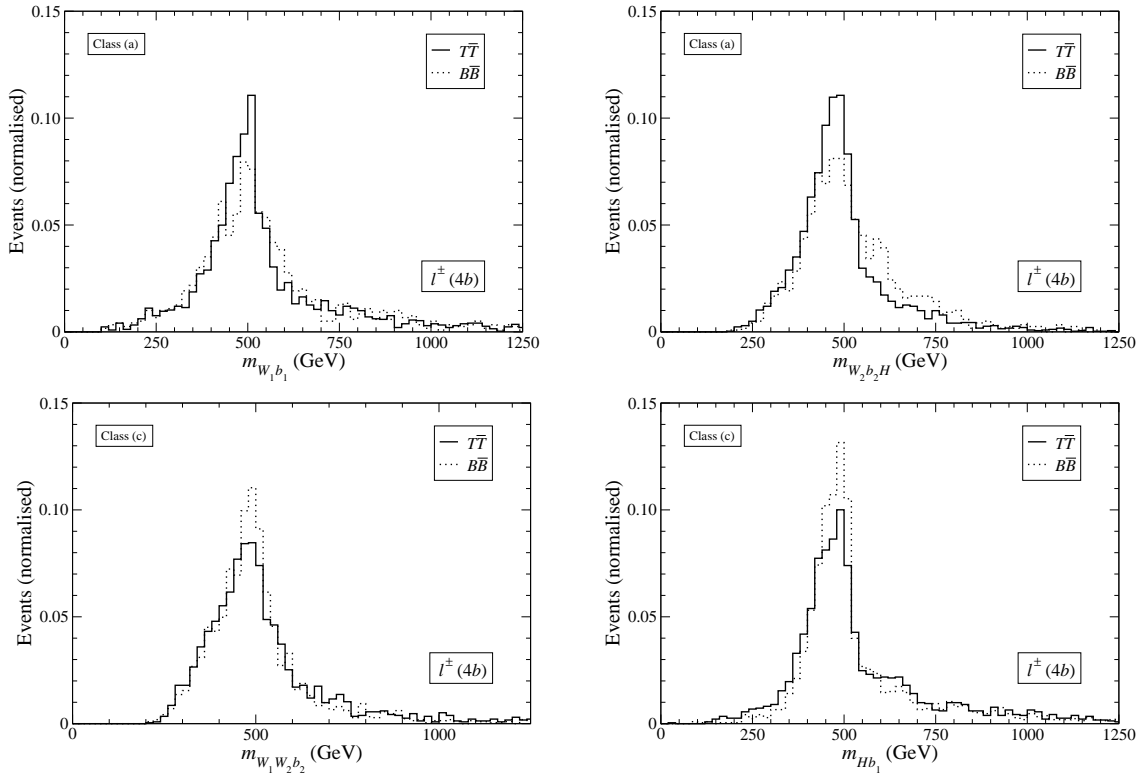 0.15
Class (a)
TT̅
BB̅
0.10
Events (normalised)
0.05
l± (4b)
0
0 250 500 750 1000 1250
m_{W_1b_1} (GeV)
0.15
Class (a)
TT̅
BB̅
0.10
Events (normalised)
0.05
l± (4b)
0
0 250 500 750 1000 1250
m_{W_2b_2H} (GeV)
0.15
Class (c)
TT̅
BB̅
0.10
Events (normalised)
0.05
l± (4b)
0
0 500 1000
m_{W_1W_2b_2} (GeV)
0.15
Class (c)
TT̅
BB̅
0.10
Events (normalised)
0.05
l± (4b)
0
0 250 500 750 1000 1250
m_{Hb_1} (GeV)